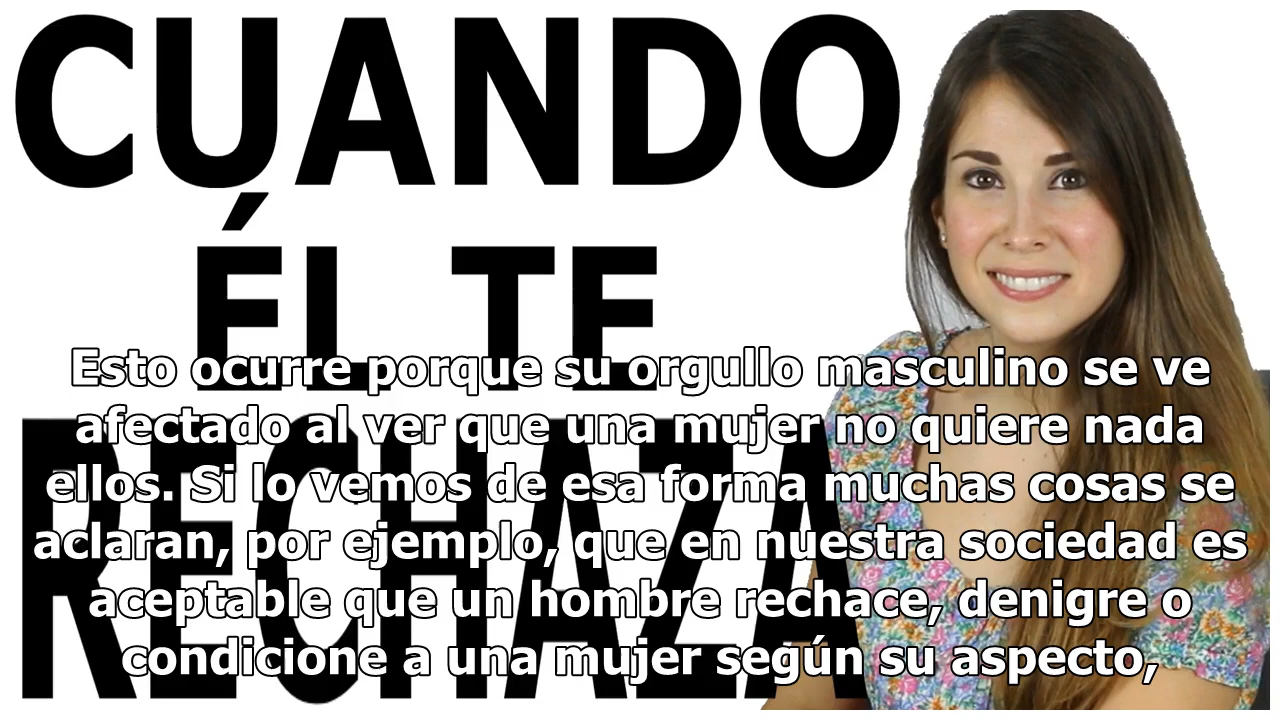 CUANDO
ÉL TE
RECHAZA
Esto ocurre porque su orgullo masculino se ve
afectado al ver que una mujer no quiere nada
ellos. Si lo vemos de esa forma muchas cosas se
aclaran, por ejemplo, que en nuestra sociedad es
aceptable que un hombre rechace, denigre o
condicione a una mujer según su aspecto,